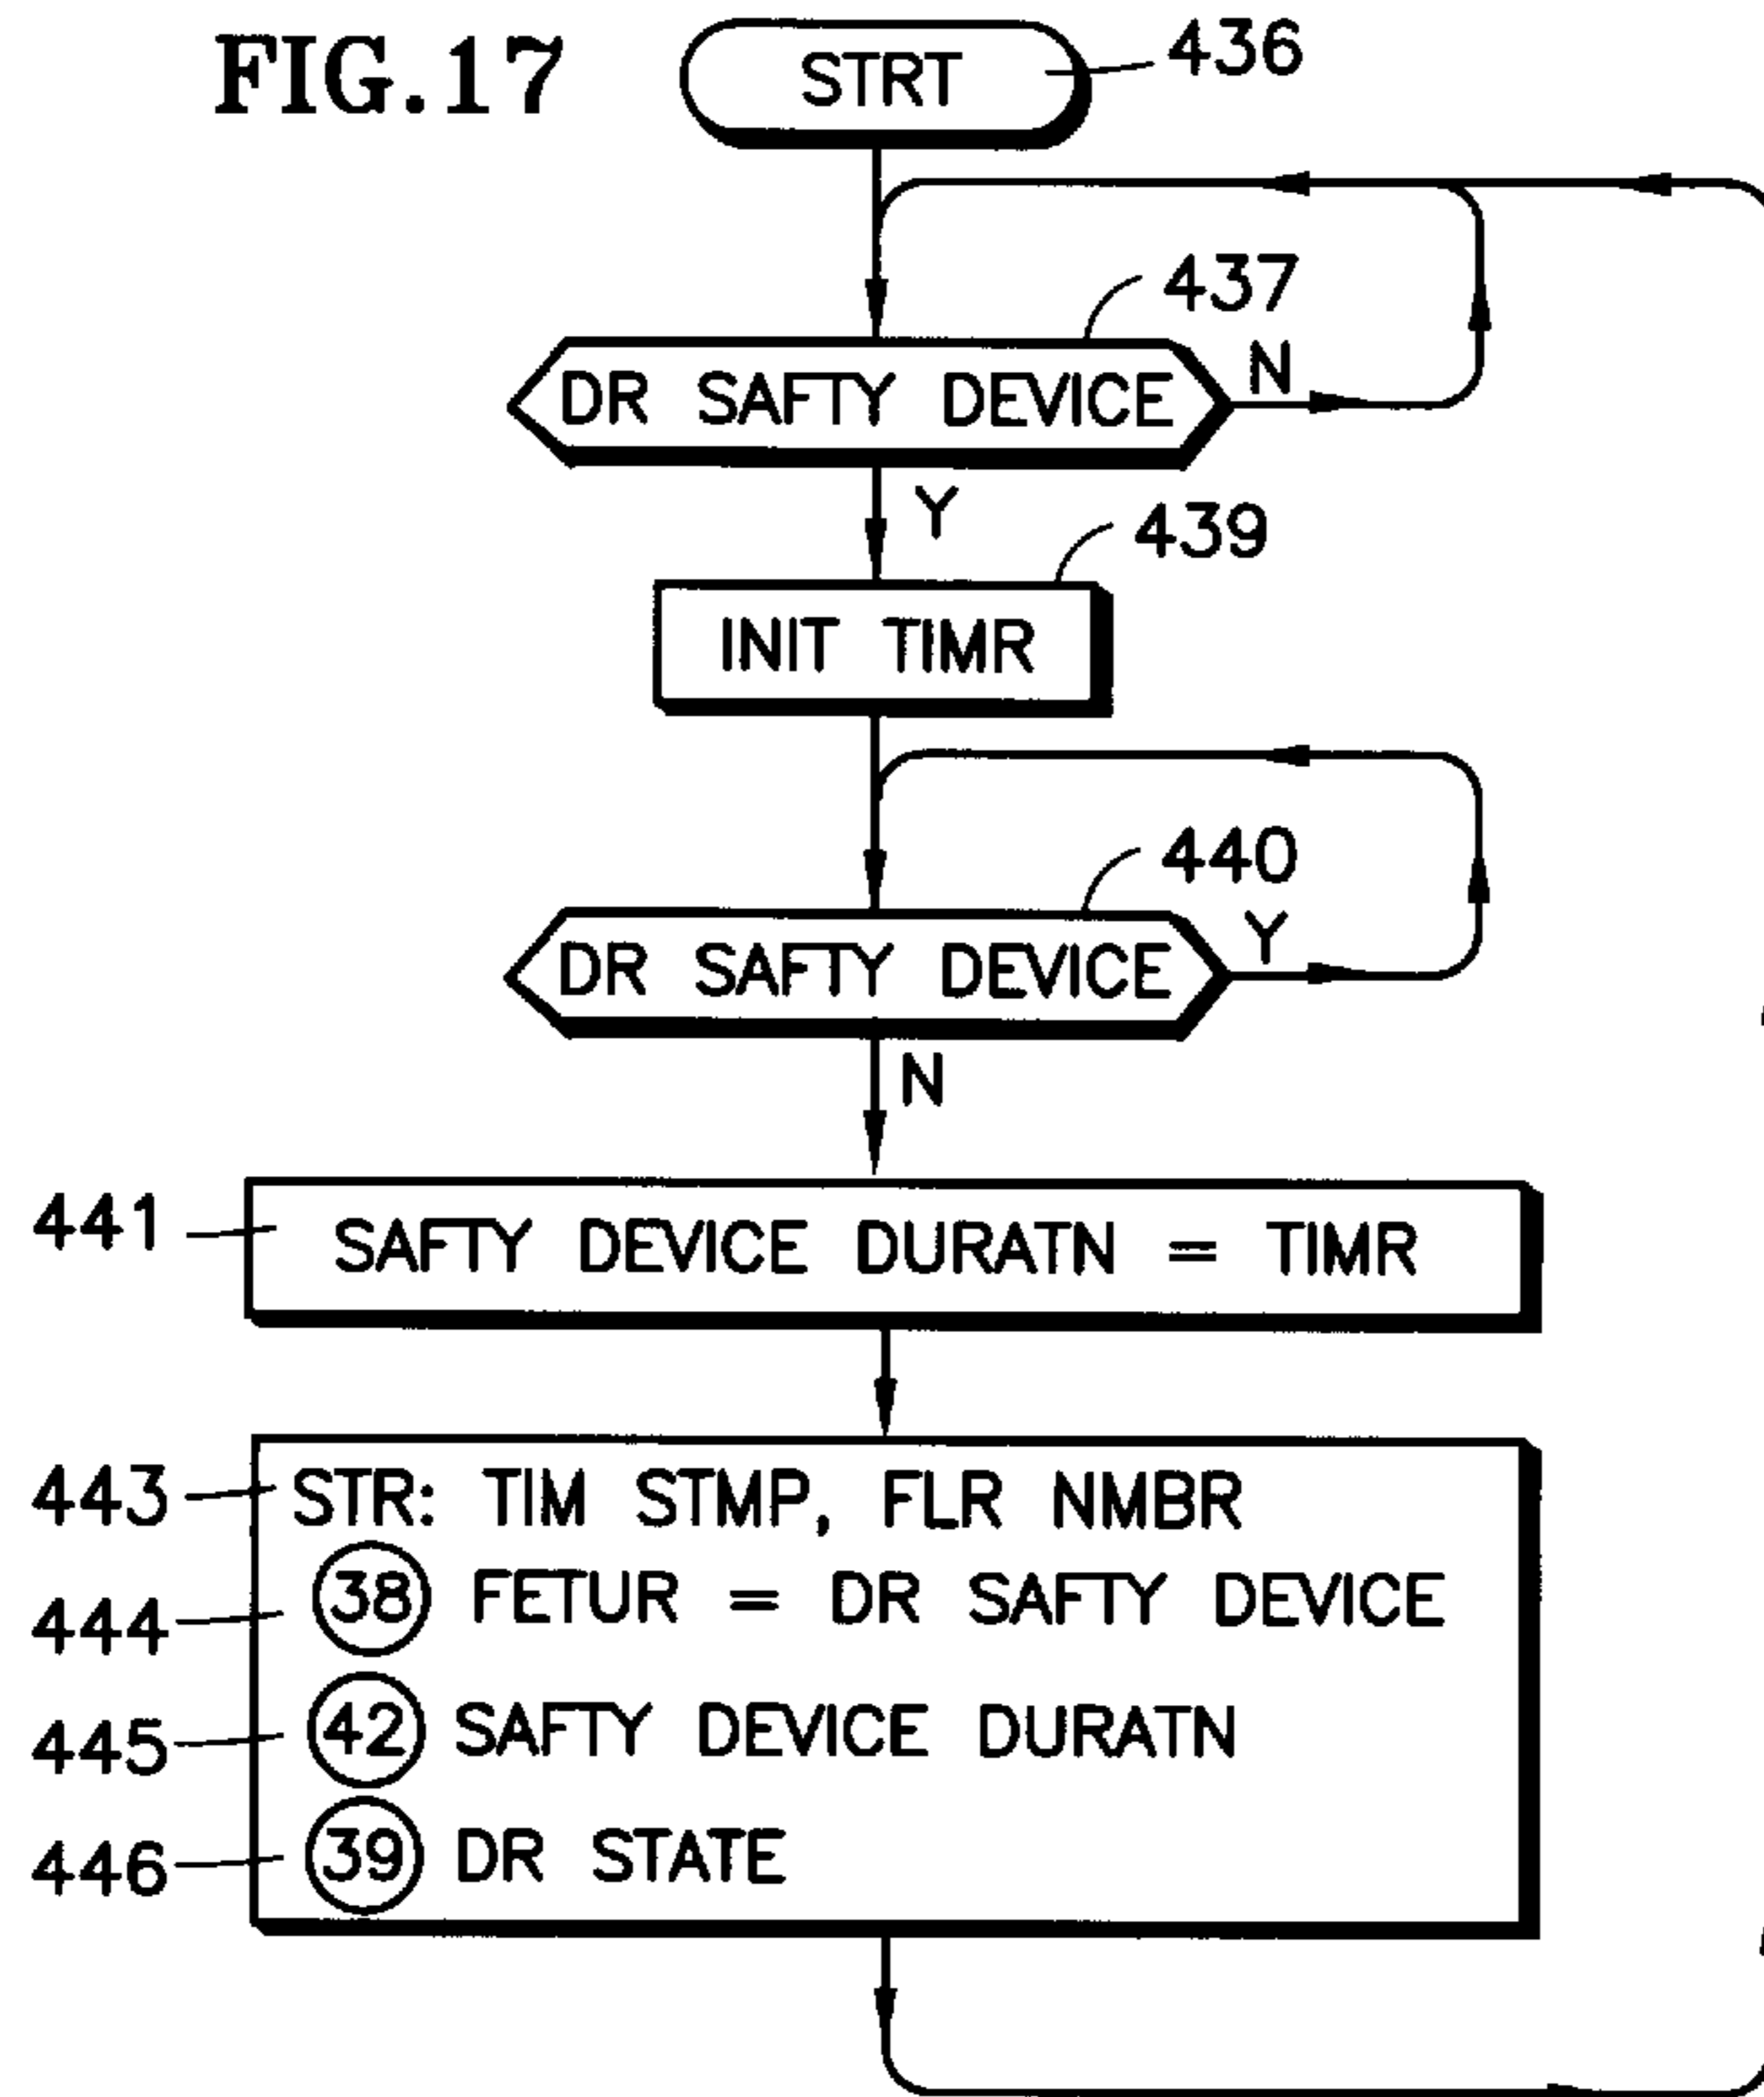 FIG.17
STRT
436
437
DR SAFTY DEVICE
N
Y
439
INIT TIMR
440
DR SAFTY DEVICE
Y
N
441
SAFTY DEVICE DURATN = TIMR
443
STR: TIM STMP, FLR NMBR
444
38 FETUR = DR SAFTY DEVICE
445
42 SAFTY DEVICE DURATN
446
39 DR STATE